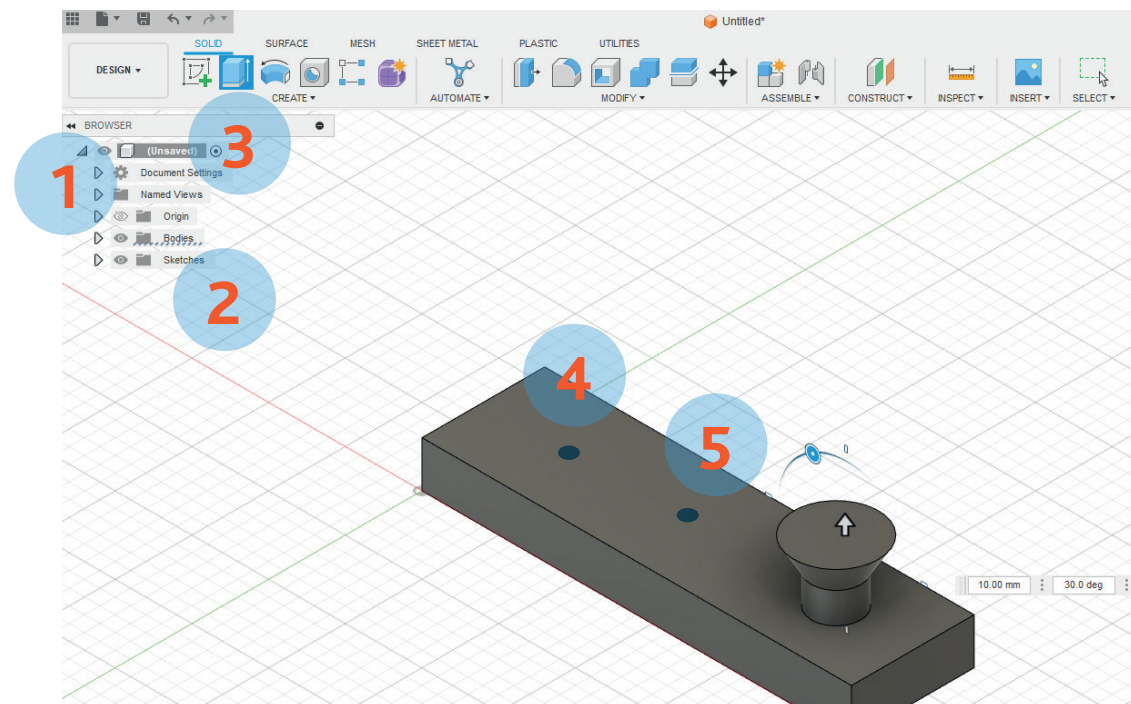 Untitled*
SOLID SURFACE MESH SHEET METAL PLASTIC UTILITIES
DESIGN
CREATE AUTOMATE MODIFY ASSEMBLE CONSTRUCT INSPECT INSERT SELECT
BROWSER
3
(Unsaved)
1
Document Settings
Named Views
Origin
Bodies
Sketches
2
4
5
10.00 mm 30.0 deg